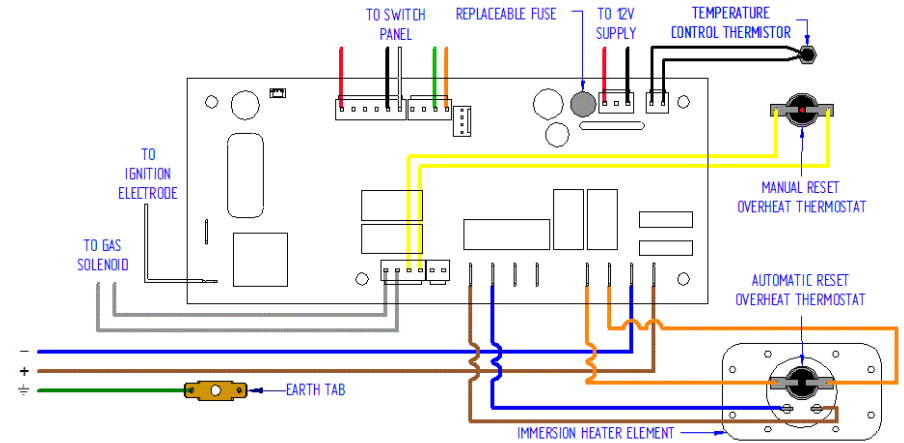 TO SWITCH
PANEL
REPLACEABLE FUSE
TO 12V
SUPPLY
TEMPERATURE
CONTROL THERMISTOR
TO
IGNITION
ELECTRODE
MANUAL RESET
OVERHEAT THERMOSTAT
TO GAS
SOLENOID
AUTOMATIC RESET
OVERHEAT THERMOSTAT
−
+
EARTH TAB
IMMERSION HEATER ELEMENT